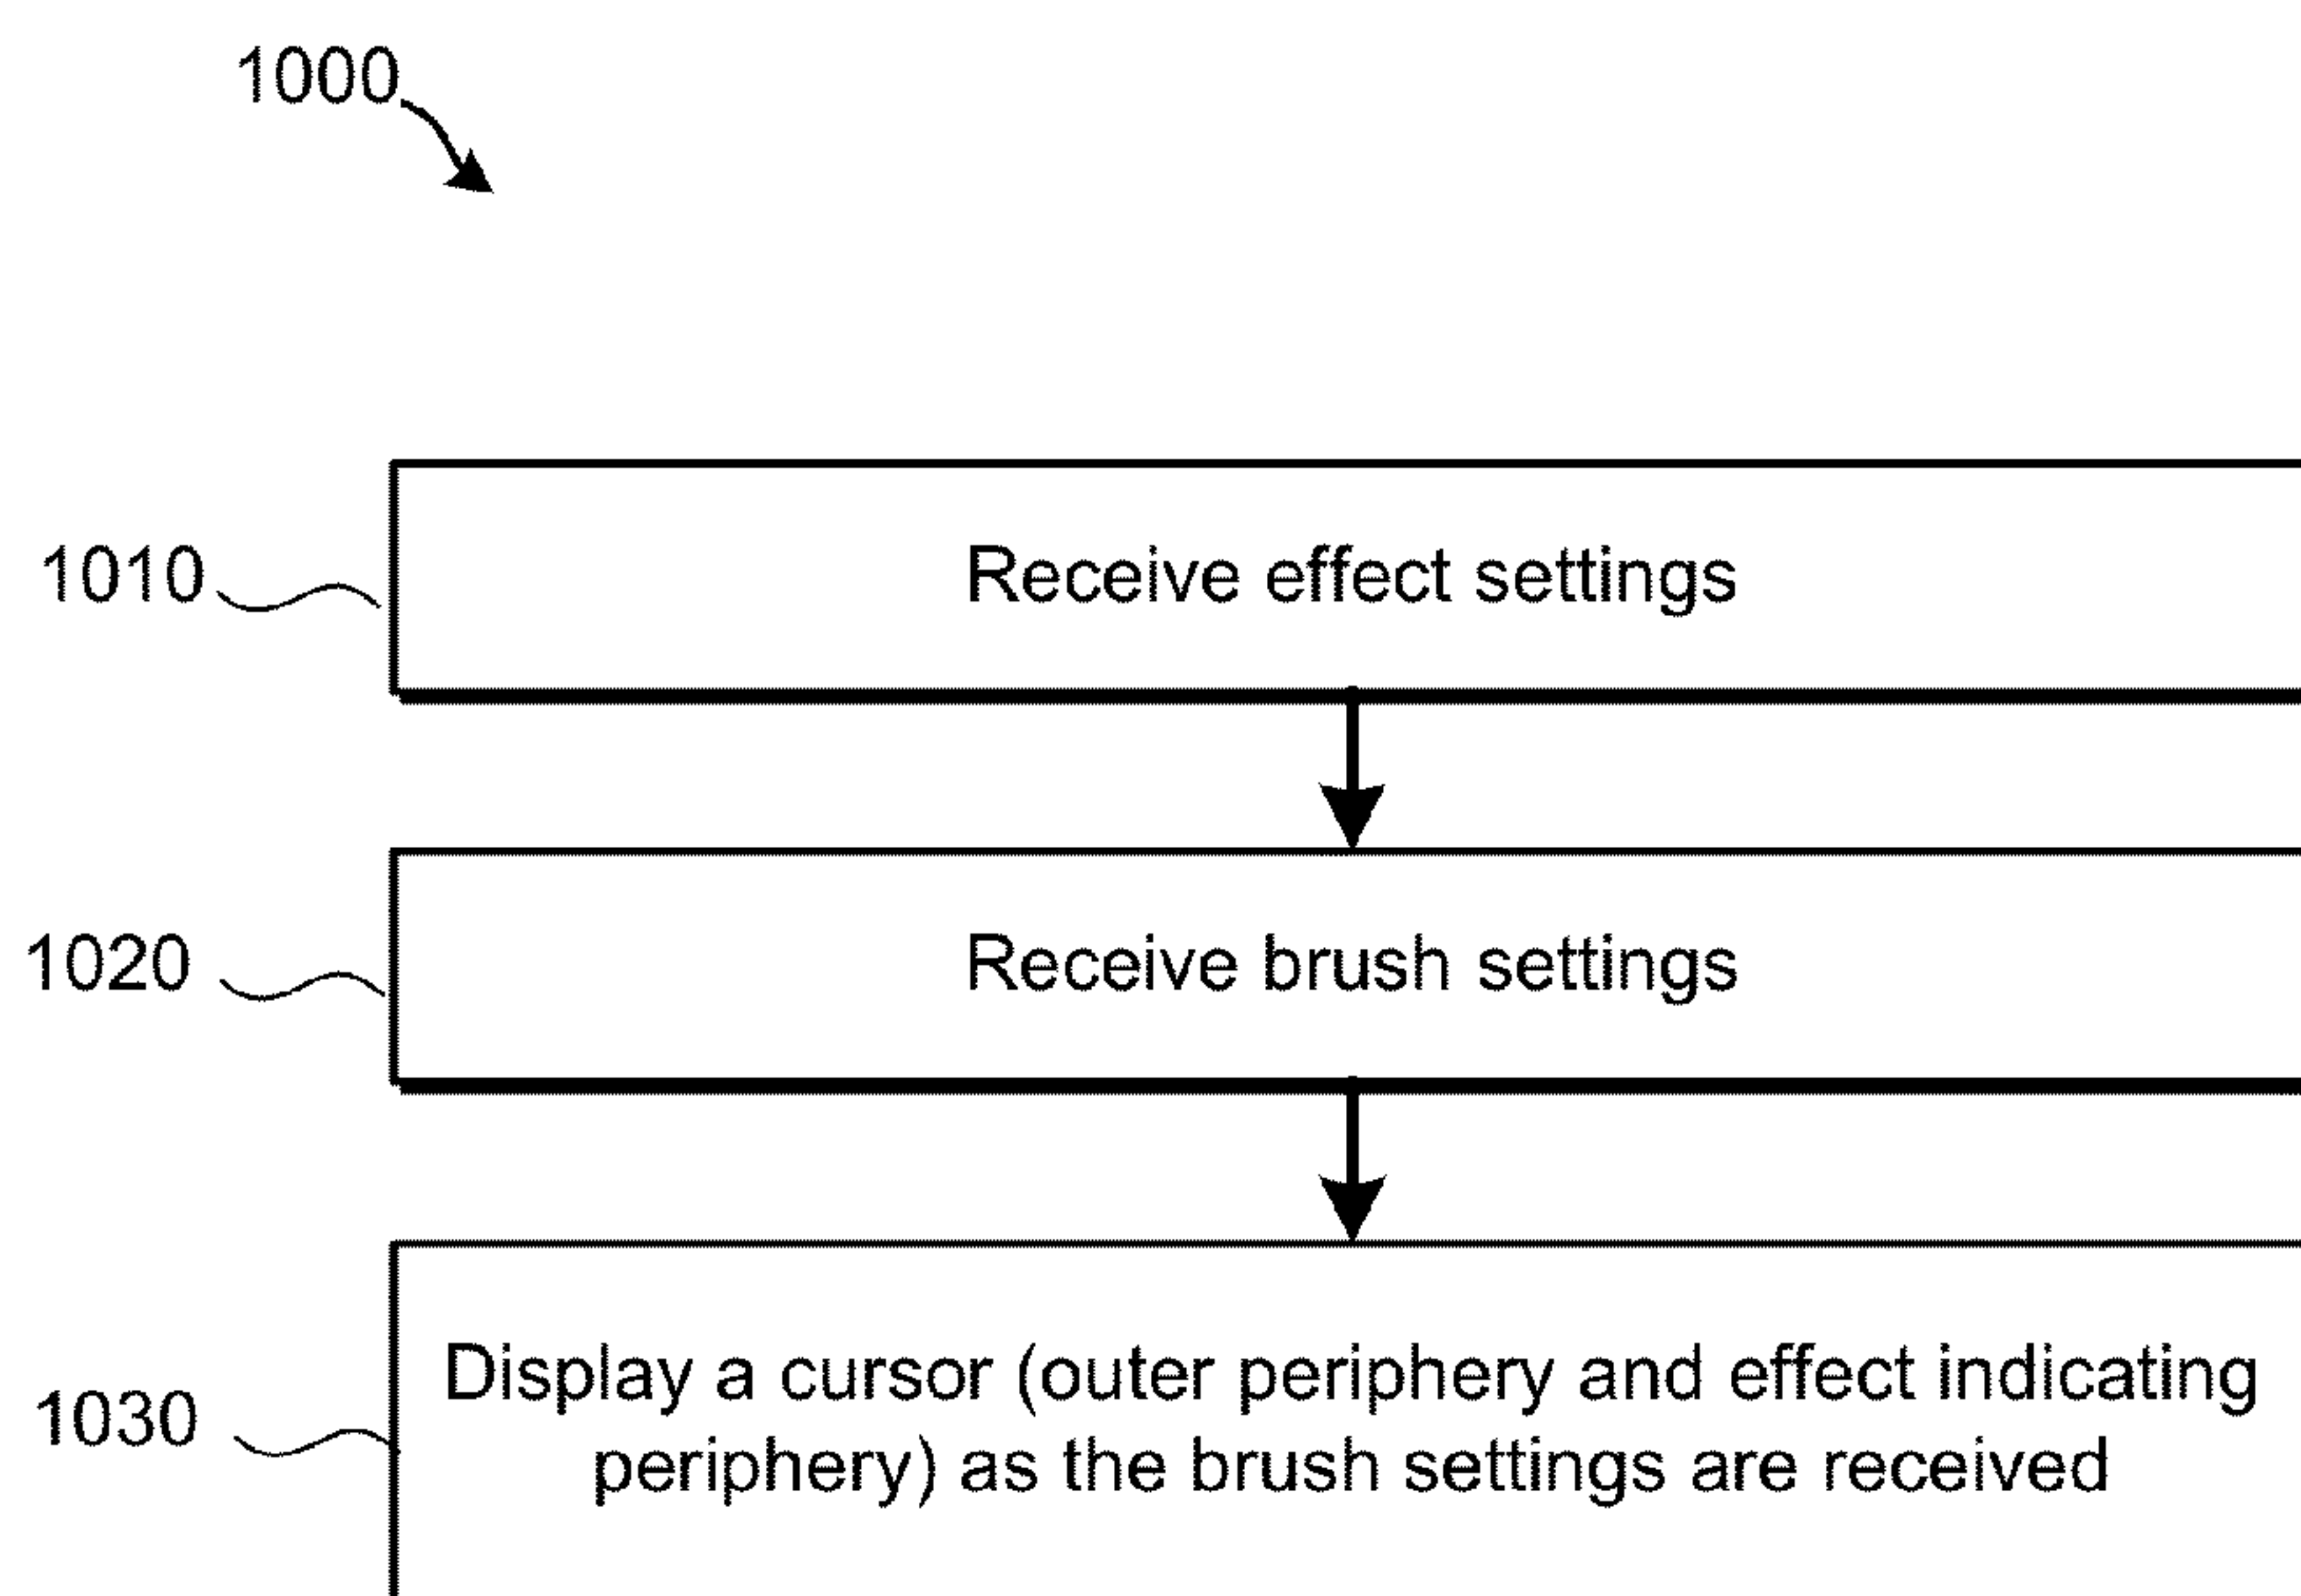 1000
1010
Receive effect settings
1020
Receive brush settings
1030
Display a cursor (outer periphery and effect indicating
periphery) as the brush settings are received